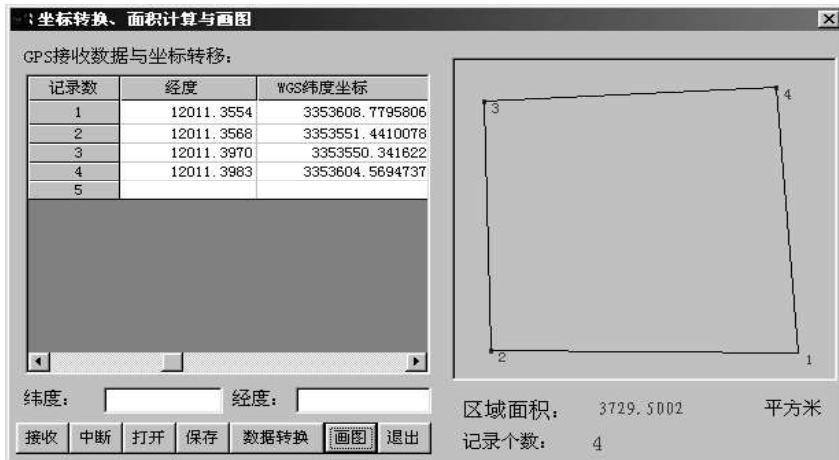 坐标转换、面积计算与画图
GPS接收数据与坐标转移:
记录数 经度 WGS纬度坐标
1 12011.3554 3353608.7795806
2 12011.3568 3353551.4410078
3 12011.3970 3353550.341622
4 12011.3983 3353604.5694737
5
3
4
2
1
纬度: 经度:
接收 中断 打开 保存 数据转换 画图 退出
区域面积: 3729.5002 平方米
记录个数: 4